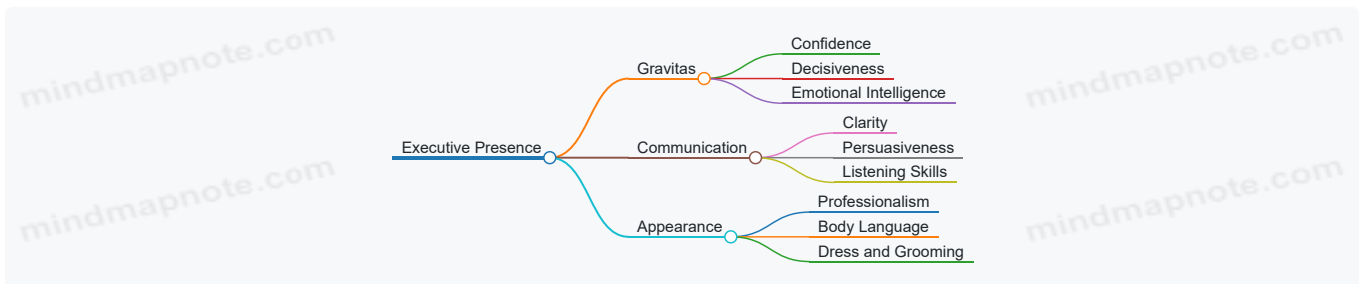 mindmapnote.com
mindmapnote.com
Confidence
Gravitas
Decisiveness
Emotional Intelligence
Clarity
Executive Presence
Communication
Persuasiveness
Listening Skills
mindmapnote.com
mindmapnote.com
Professionalism
Appearance
Body Language
Dress and Grooming